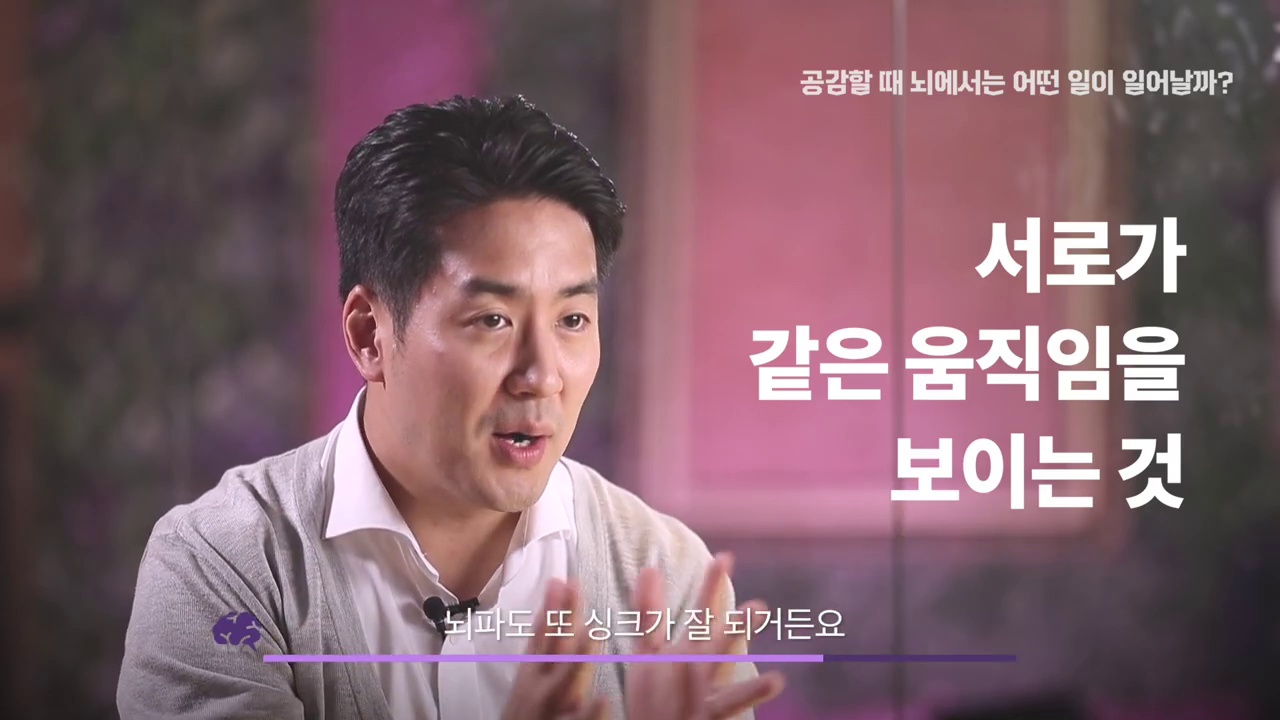 공감할 때 뇌에서는 어떤 일이 일어날까?
서로가
같은 움직임을
보이는 것
뇌파도 또 싱크가 잘 되거든요